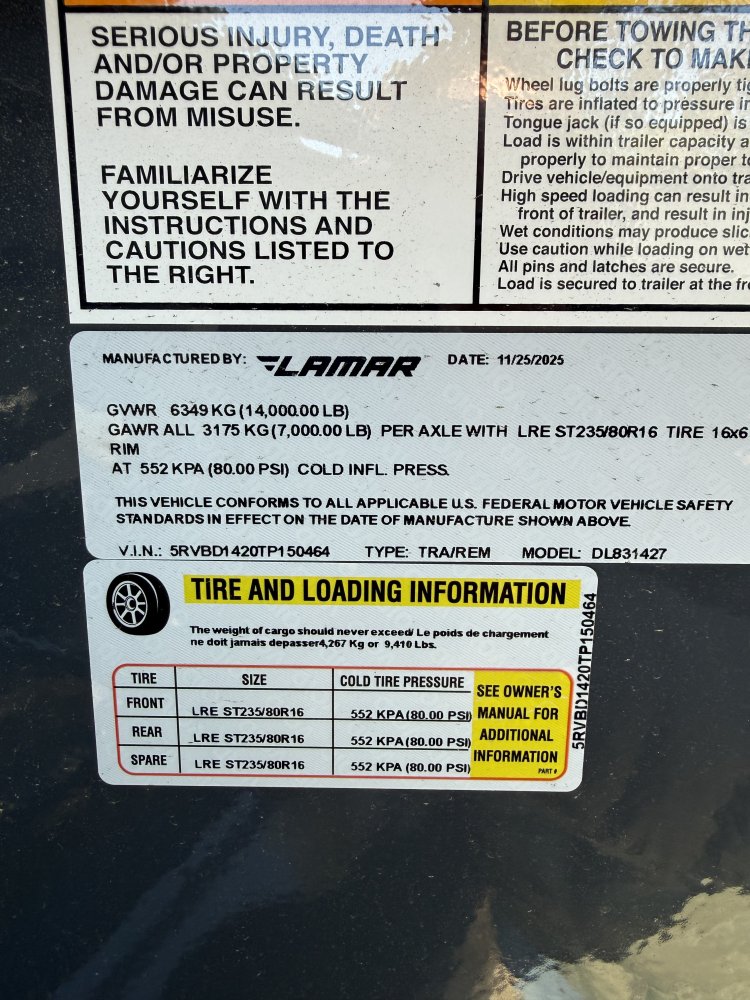 SERIOUS INJURY, DEATH
AND/OR PROPERTY
DAMAGE CAN RESULT
FROM MISUSE.
FAMILIARIZE
YOURSELF WITH THE
INSTRUCTIONS AND
CAUTIONS LISTED TO
THE RIGHT.
BEFORE TOWING
CHECK TO
Wheel lug bolts are properly
Tires are inflated to pressure
Tongue jack (if so equipped) is
Load is within trailer capacity
properly to maintain proper
Drive vehicle/equipment onto
High speed loading can result in
front of trailer, and result in
Wet conditions may produce
Use caution while loading on wet
All pins and latches are secure.
Load is secured to trailer at the
MANUFACTURED BY: LAMAR DATE: 11/25/2025
GVWR 6349 KG (14,000.00 LB)
GAWR ALL 3175 KG (7,000.00 LB) PER AXLE WITH LRE ST235/80R16 TIRE 16x6
RIM
AT 552 KPA (80.00 PSI) COLD INFL. PRESS.
THIS VEHICLE CONFORMS TO ALL APPLICABLE U.S. FEDERAL MOTOR VEHICLE SAFETY
STANDARDS IN EFFECT ON THE DATE OF MANUFACTURE SHOWN ABOVE.
V.I.N.: 5RVBD1420TP150464 TYPE: TRA/REM MODEL: DL831427
TIRE AND LOADING INFORMATION
The weight of cargo should never exceed/ Le poids de chargement
ne doit jamais depasser4,267 Kg or 9,410 Lbs.
TIRE SIZE COLD TIRE PRESSURE
FRONT LRE ST235/80R16 552 KPA (80.00 PSI)
REAR LRE ST235/80R16 552 KPA (80.00 PSI)
SPARE LRE ST235/80R16 552 KPA (80.00 PSI)
SEE OWNER'S
MANUAL FOR
ADDITIONAL
INFORMATION
PART #
5RVBD1420TP150464